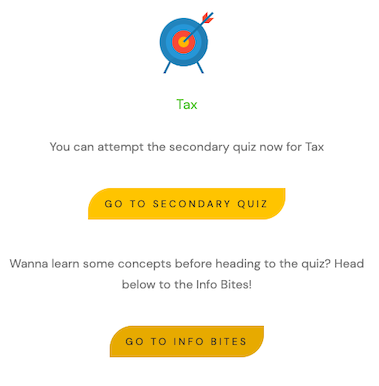 Tax
You can attempt the secondary quiz now for Tax
GO TO SECONDARY QUIZ
Wanna learn some concepts before heading to the quiz? Head
below to the Info Bites!
GO TO INFO BITES